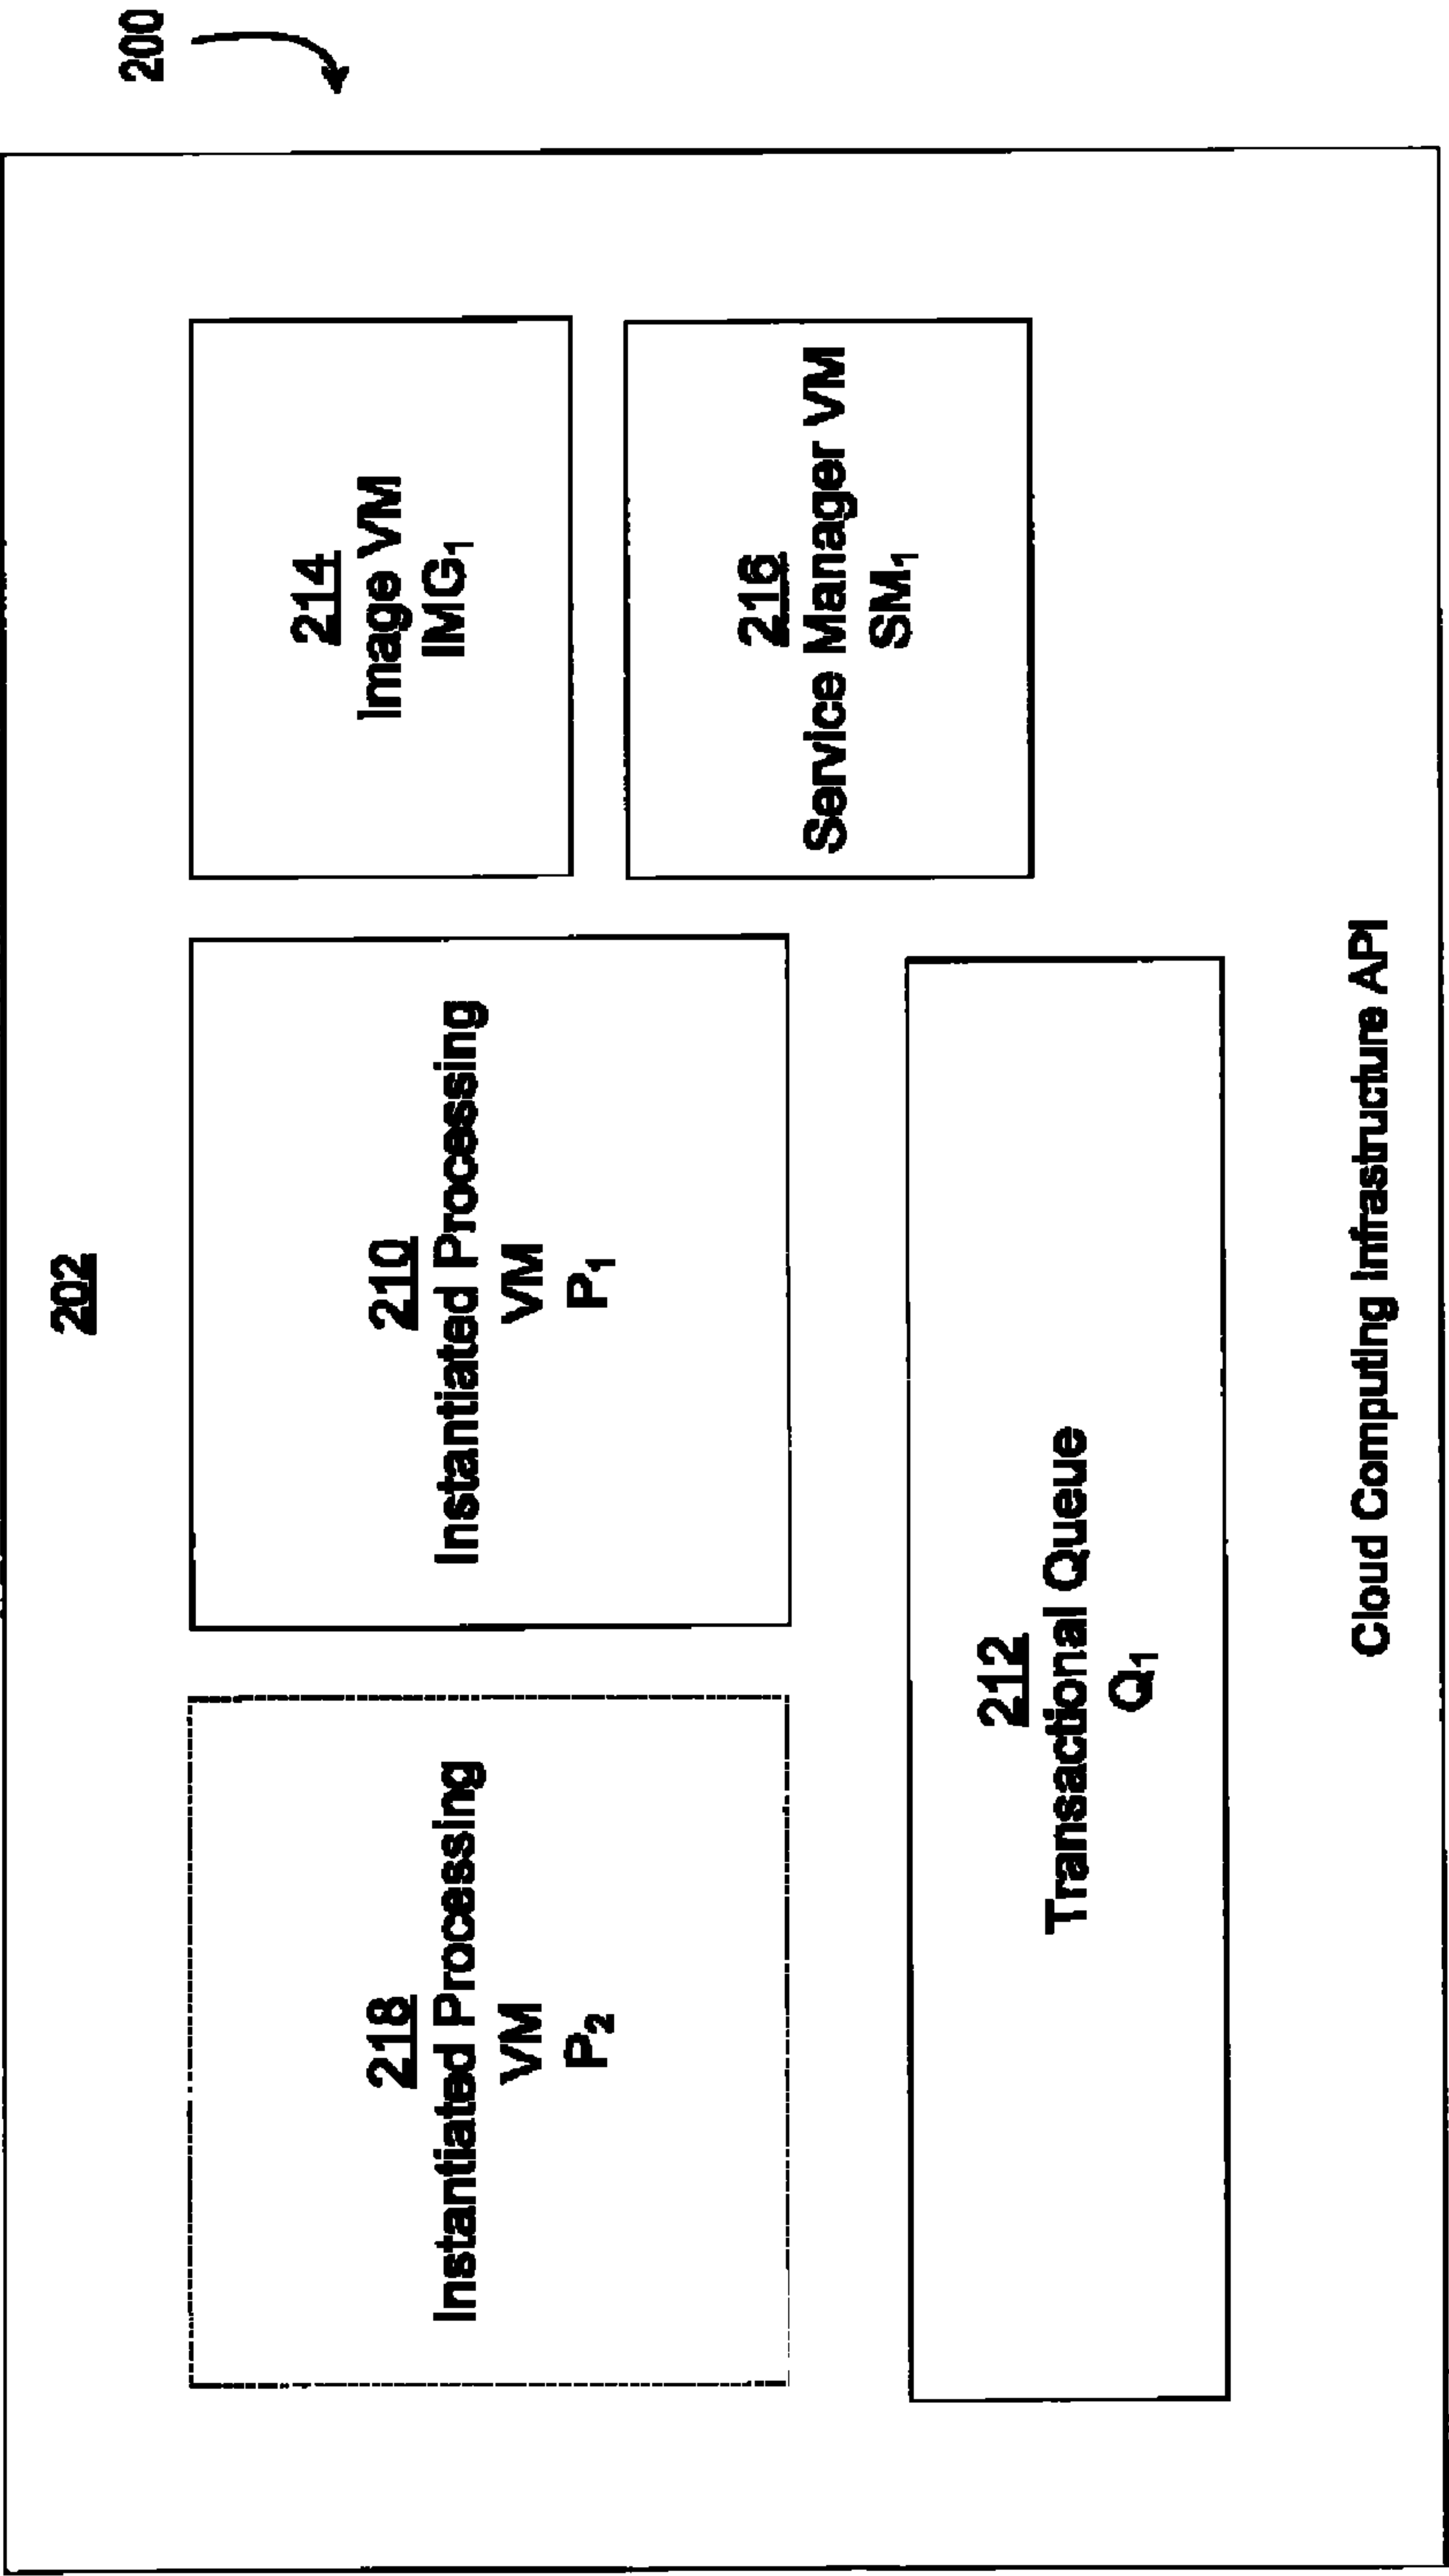 200
202
218
Instantiated Processing
VM
P₂
210
Instantiated Processing
VM
P₁
214
Image VM
IMG₁
216
Service Manager VM
SM₁
212
Transactional Queue
Q₁
Cloud Computing Infrastructure API